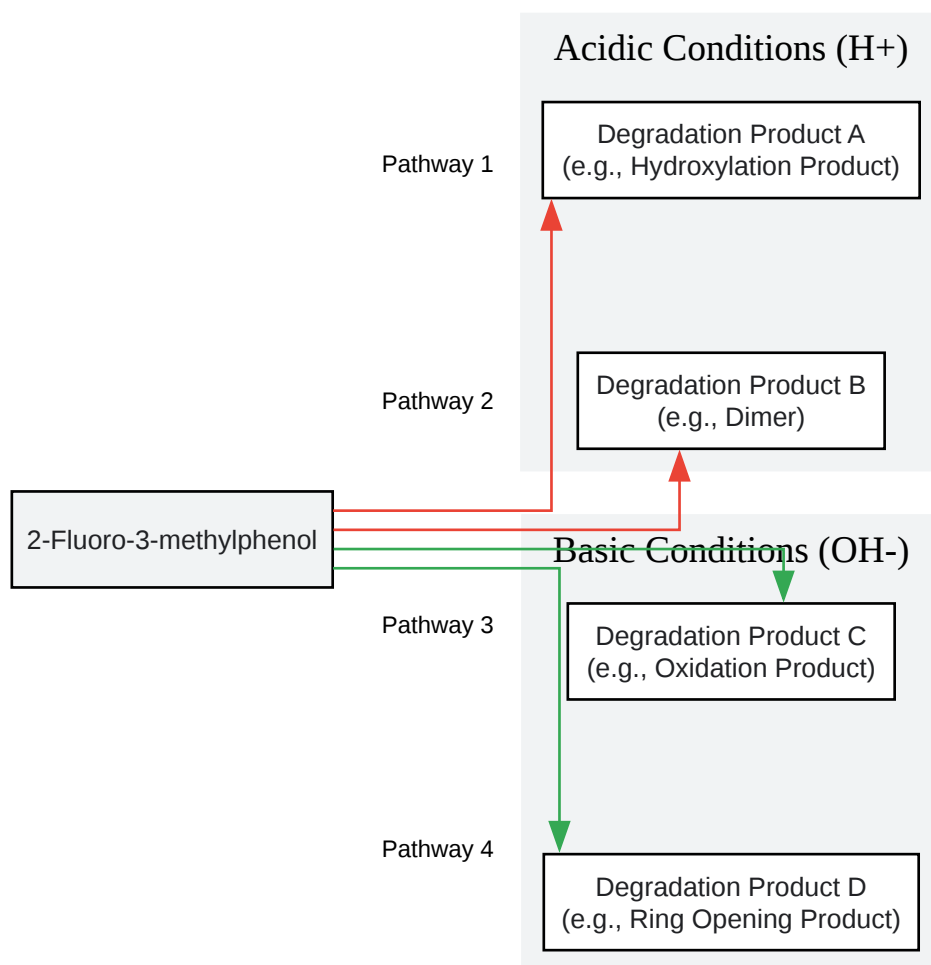 Acidic Conditions (H+)
Pathway 1
Degradation Product A
(e.g., Hydroxylation Product)
Pathway 2
Degradation Product B
(e.g., Dimer)
2-Fluoro-3-methylphenol
Basic Conditions (OH-)
Pathway 3
Degradation Product C
(e.g., Oxidation Product)
Pathway 4
Degradation Product D
(e.g., Ring Opening Product)